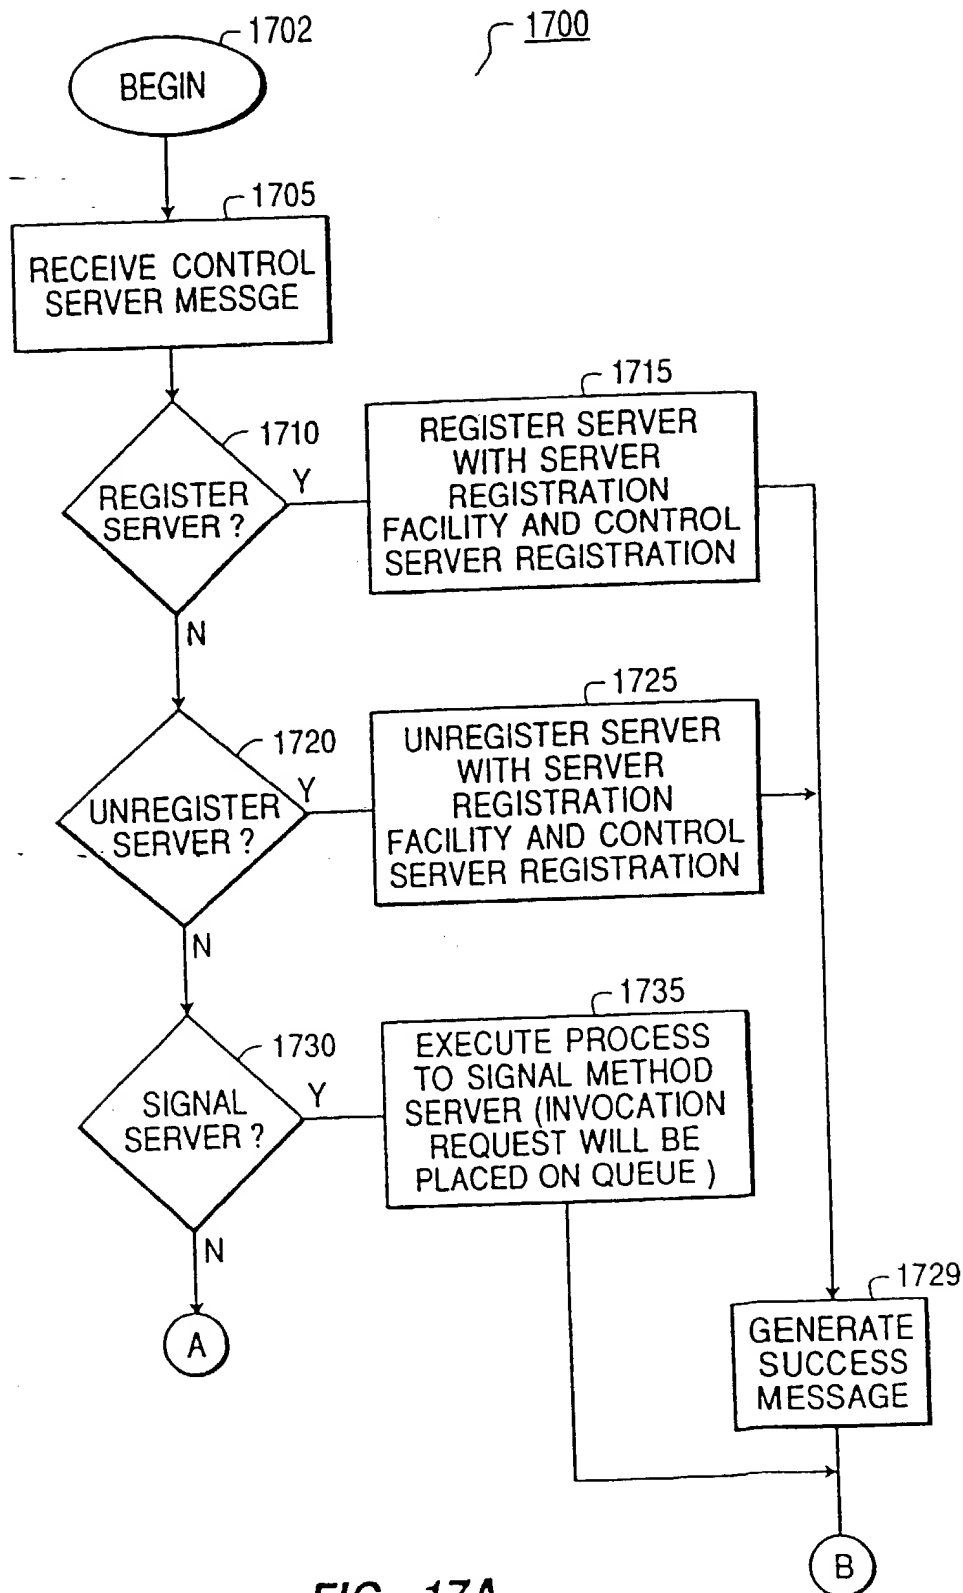 1702
1700
BEGIN
1705
RECEIVE CONTROL
SERVER MESSGE
1710
REGISTER
SERVER ?
Y
N
1715
REGISTER SERVER
WITH SERVER
REGISTRATION
FACILITY AND CONTROL
SERVER REGISTRATION
1720
UNREGISTER
SERVER ?
Y
N
1725
UNREGISTER SERVER
WITH SERVER
REGISTRATION
FACILITY AND CONTROL
SERVER REGISTRATION
1730
SIGNAL
SERVER ?
Y
N
1735
EXECUTE PROCESS
TO SIGNAL METHOD
SERVER (INVOCATION
REQUEST WILL BE
PLACED ON QUEUE )
A
1729
GENERATE
SUCCESS
MESSAGE
B
FIG. 17A